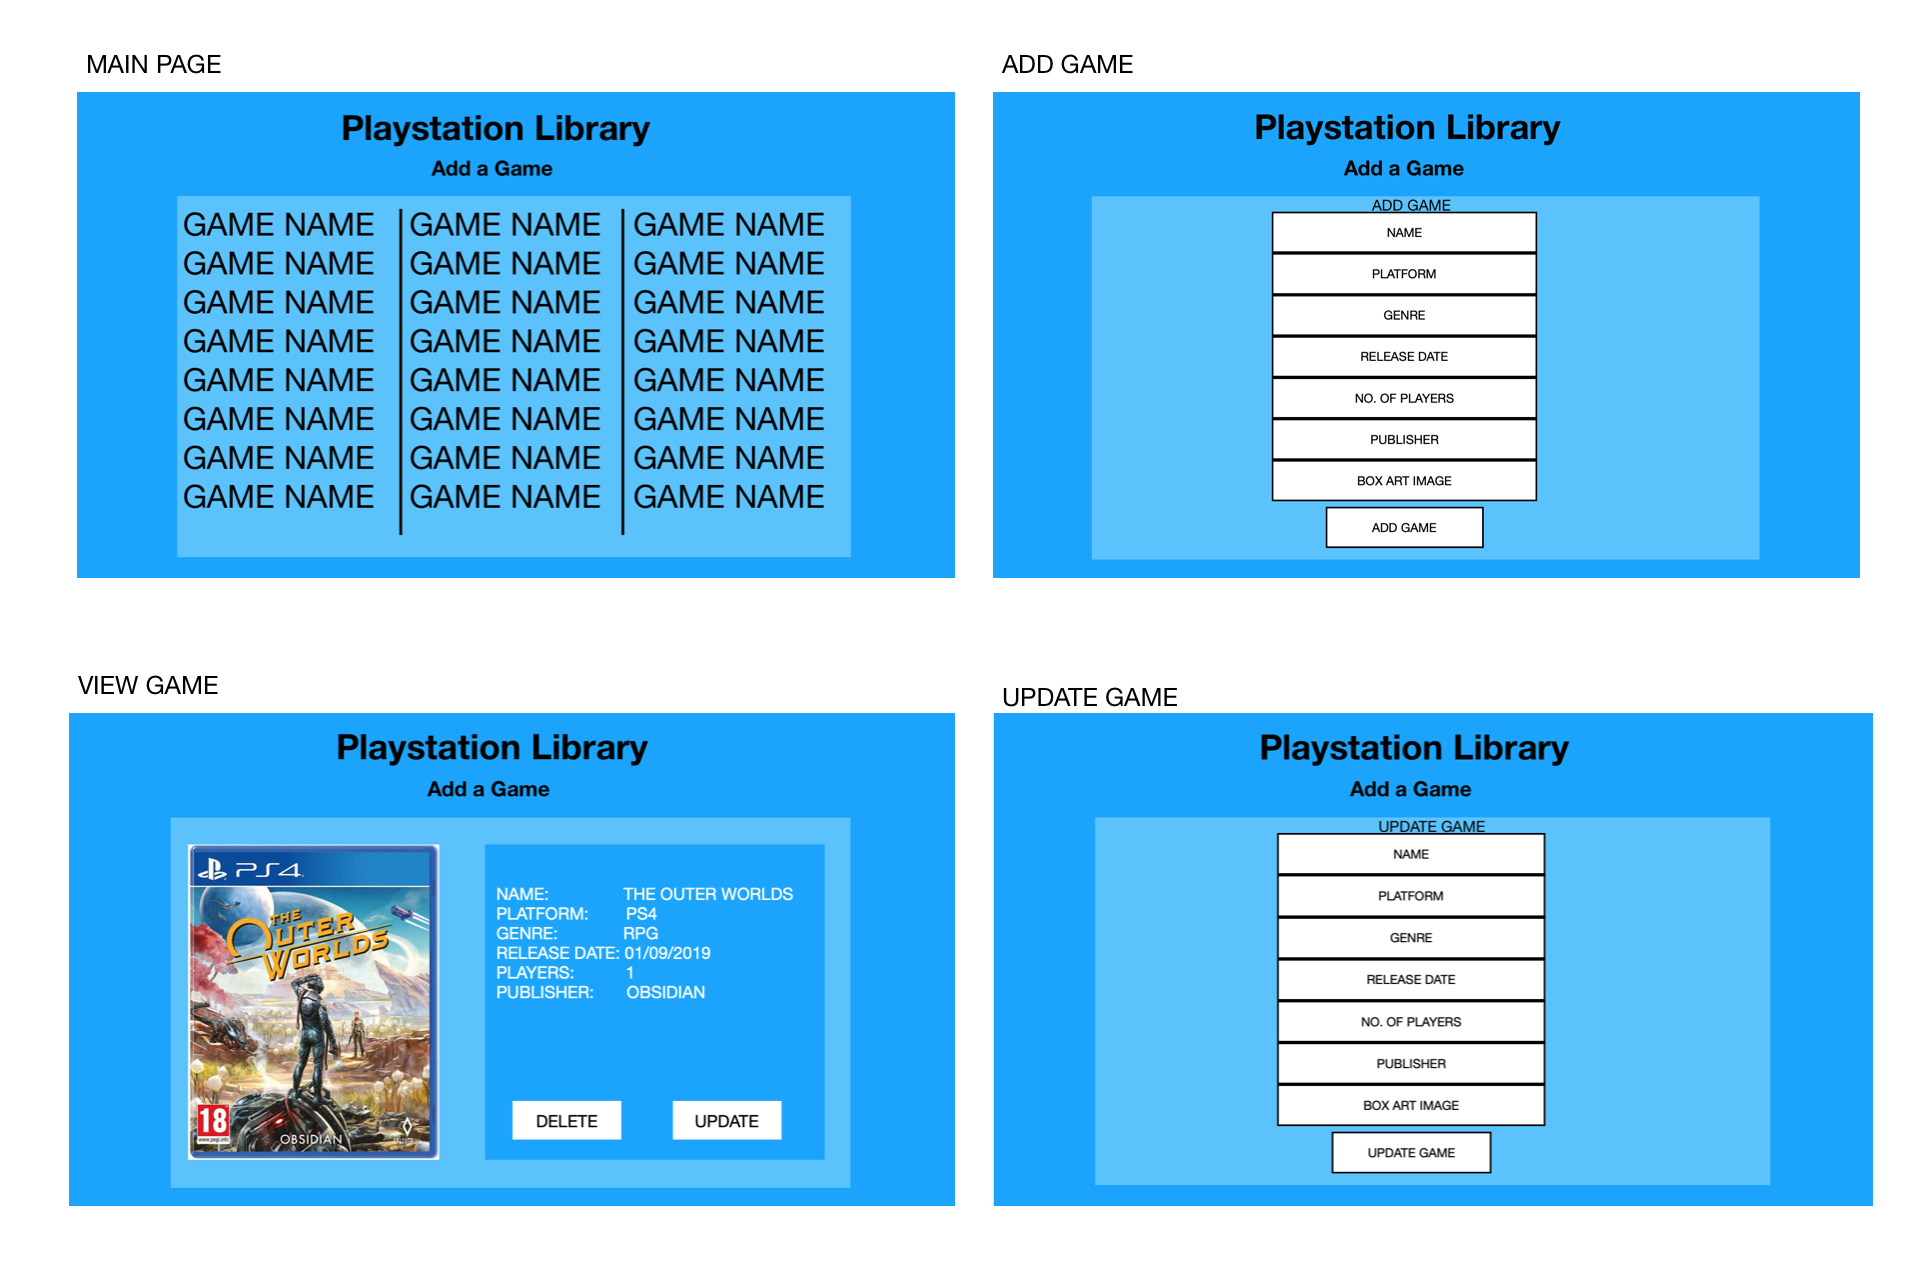 MAIN PAGE
Playstation Library
Add a Game
GAME NAME GAME NAME GAME NAME
GAME NAME GAME NAME GAME NAME
GAME NAME GAME NAME GAME NAME
GAME NAME GAME NAME GAME NAME
GAME NAME GAME NAME GAME NAME
GAME NAME GAME NAME GAME NAME
GAME NAME GAME NAME GAME NAME
GAME NAME GAME NAME GAME NAME
ADD GAME
Playstation Library
Add a Game
ADD GAME
NAME
PLATFORM
GENRE
RELEASE DATE
NO. OF PLAYERS
PUBLISHER
BOX ART IMAGE
ADD GAME
VIEW GAME
Playstation Library
Add a Game
PS4
THE
OUTER
WORLDS
18
www.pegi.info
OBSIDIAN
NAME: THE OUTER WORLDS
PLATFORM: PS4
GENRE: RPG
RELEASE DATE: 01/09/2019
PLAYERS: 1
PUBLISHER: OBSIDIAN
DELETE UPDATE
UPDATE GAME
Playstation Library
Add a Game
UPDATE GAME
NAME
PLATFORM
GENRE
RELEASE DATE
NO. OF PLAYERS
PUBLISHER
BOX ART IMAGE
UPDATE GAME